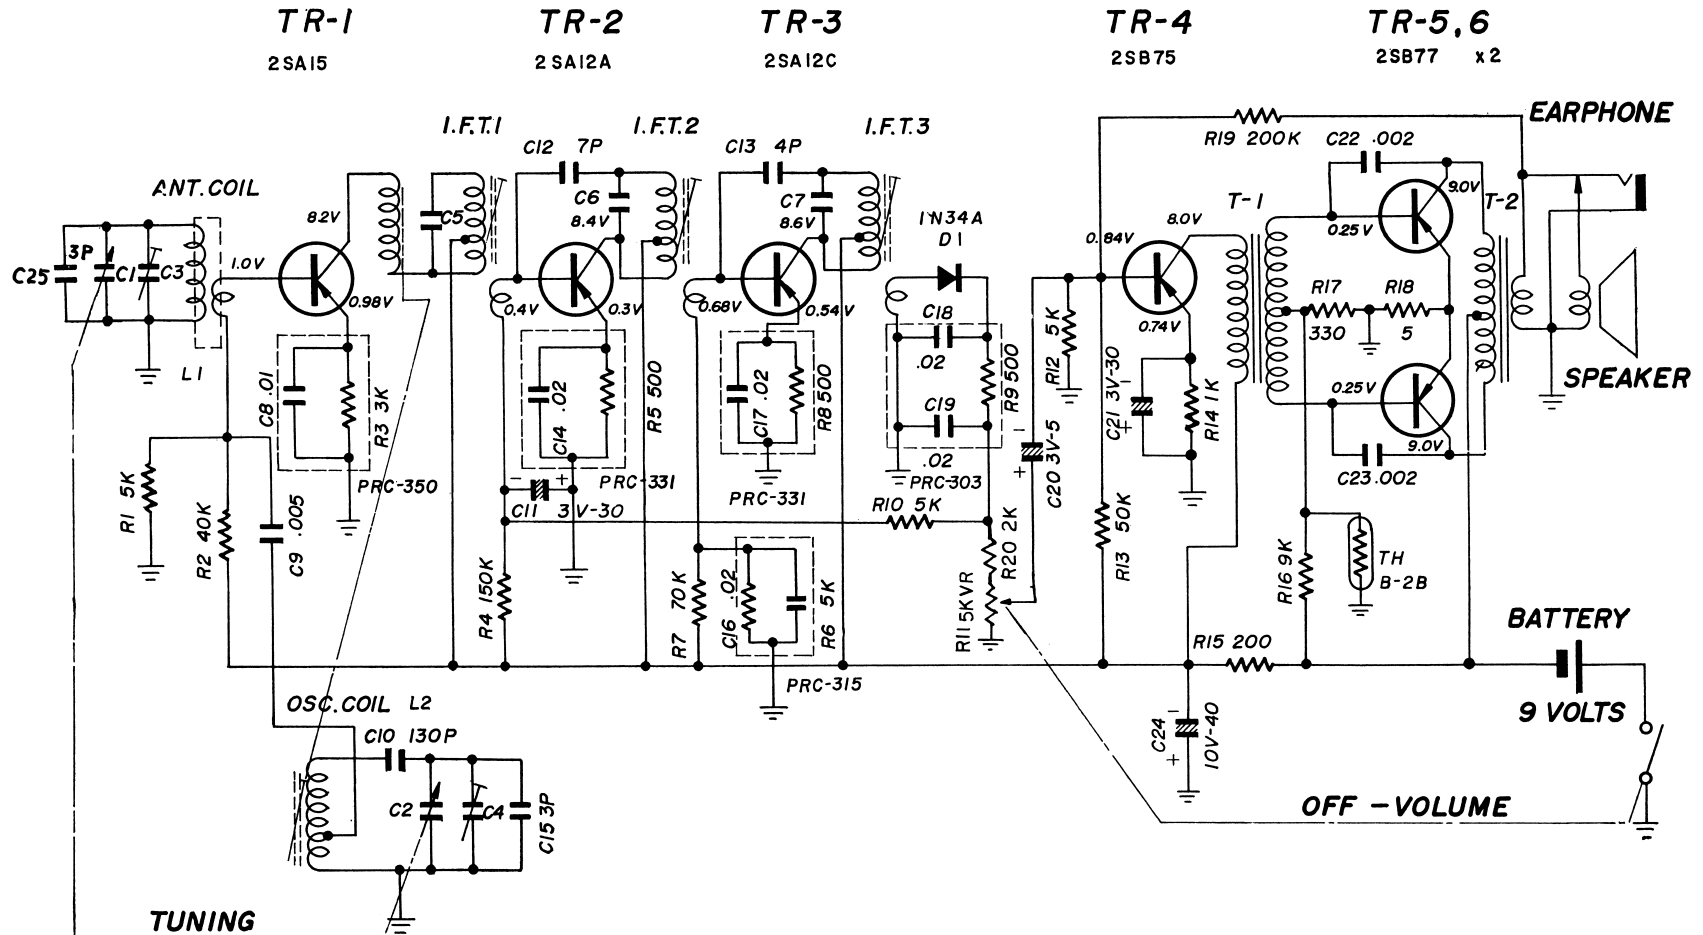 TR-1
TR-2
TR-3
TR-4
TR-5,6
2SA15
2SA12A
2SA12C
2SB75
2SB77 x2
ANT.COIL
I.F.T.1
I.F.T.2
I.F.T.3
C12 7P
C13 4P
R19 200K
C22 .002
EARPHONE
3P
C25
C1
C3
8.2V
1.0V
0.98V
C5
C6
8.4V
0.4V
0.3V
C7
8.6V
0.68V
0.54V
1N34A
D1
C18
.02
C19
.02
R9 500
PRC-303
0.84V
8.0V
0.74V
T-1
T-2
9.0V
0.25V
R17
330
R18
5
0.25V
9.0V
C23 .002
SPEAKER
L1
C8 .01
R3 3K
PRC-350
R1 5K
R2 40K
C9 .005
C14 .02
R5 500
PRC-331
C11 3V-30
C17 .02
R8 500
PRC-331
R10 5K
R12 5K
C20 3V-5
C21 3V-30
R14 1K
R4 150K
R7 70K
C16 .02
R6 5K
PRC-315
R20 2K
R11 5KVR
R13 50K
R16 9K
TH
B-2B
R15 200
BATTERY
9 VOLTS
C24
10V-40
OFF - VOLUME
OSC.COIL L2
C10 130P
C2
C4
C15 3P
TUNING